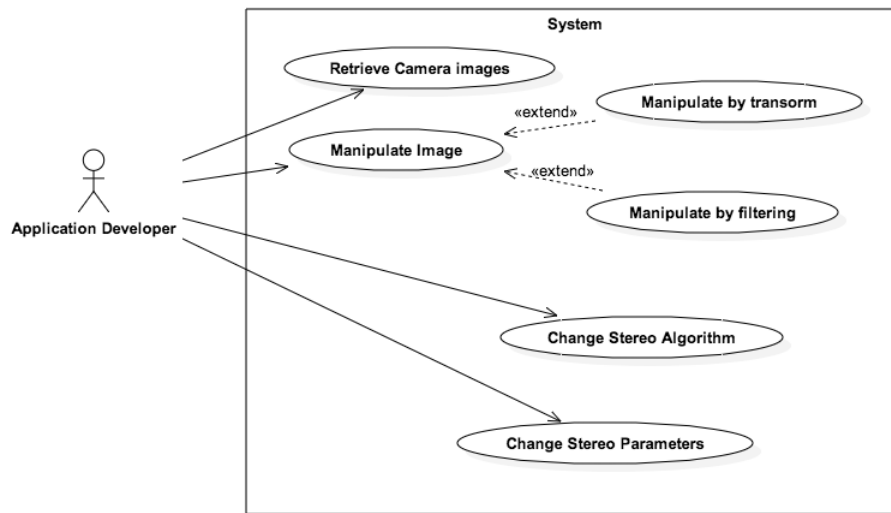 System
Retrieve Camera images
«extend»
Manipulate by transorm
Manipulate Image
«extend»
Manipulate by filtering
Application Developer
Change Stereo Algorithm
Change Stereo Parameters